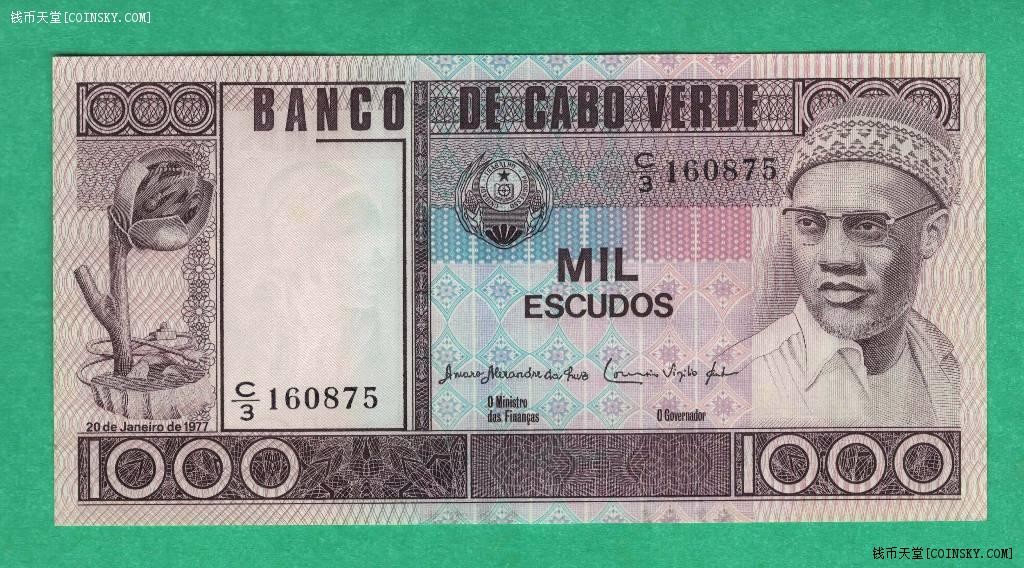 钱币天堂[COINSKY.COM]
1000
BANCO DE CABO VERDE
1000
C/3 160875
MIL
ESCUDOS
C/3 160875
O Ministro
das Finanças
O Governador
20 de Janeiro de 1977
1000
1000
钱币天堂[COINSKY.COM]